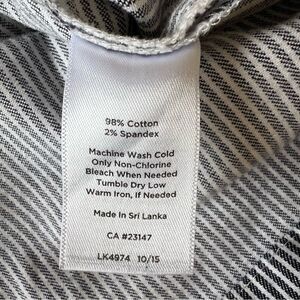 98% Cotton
2% Spandex
Machine Wash Cold
Only Non-Chlorine
Bleach When Needed
Tumble Dry Low
Warm Iron, If Needed
Made In Sri Lanka
CA #23147
LK4974 10/15